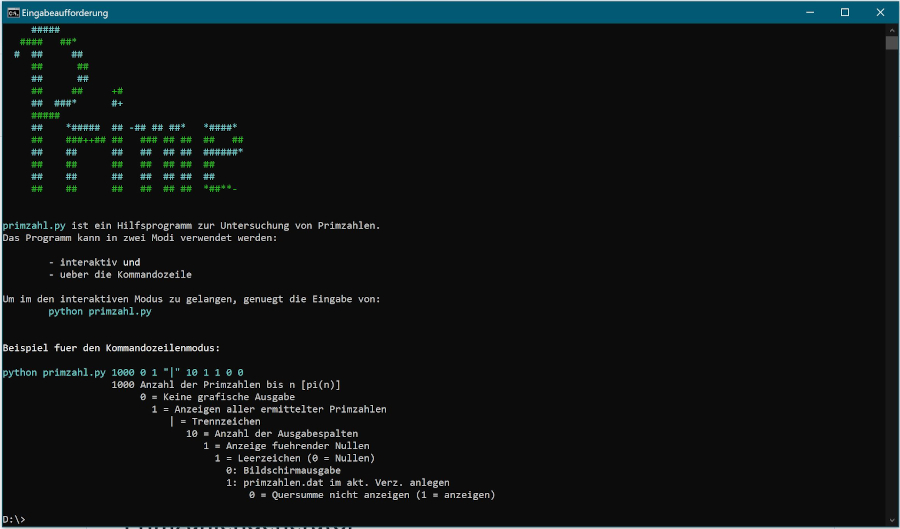 Eingabeaufforderung
Prime
primzahl.py ist ein Hilfsprogramm zur Untersuchung von Primzahlen.
Das Programm kann in zwei Modi verwendet werden:
- interaktiv und
- ueber die Kommandozeile
Um im den interaktiven Modus zu gelangen, genuegt die Eingabe von:
python primzahl.py
Beispiel fuer den Kommandozeilenmodus:
python primzahl.py 1000 0 1 "|" 10 1 1 0 0
1000 Anzahl der Primzahlen bis n [pi(n)]
0 = Keine grafische Ausgabe
1 = Anzeigen aller ermittelter Primzahlen
| = Trennzeichen
10 = Anzahl der Ausgabespalten
1 = Anzeige fuehrender Nullen
1 = Leerzeichen (0 = Nullen)
0: Bildschirmausgabe
1: primzahlen.dat im akt. Verz. anlegen
0 = Quersumme nicht anzeigen (1 = anzeigen)
D:\>